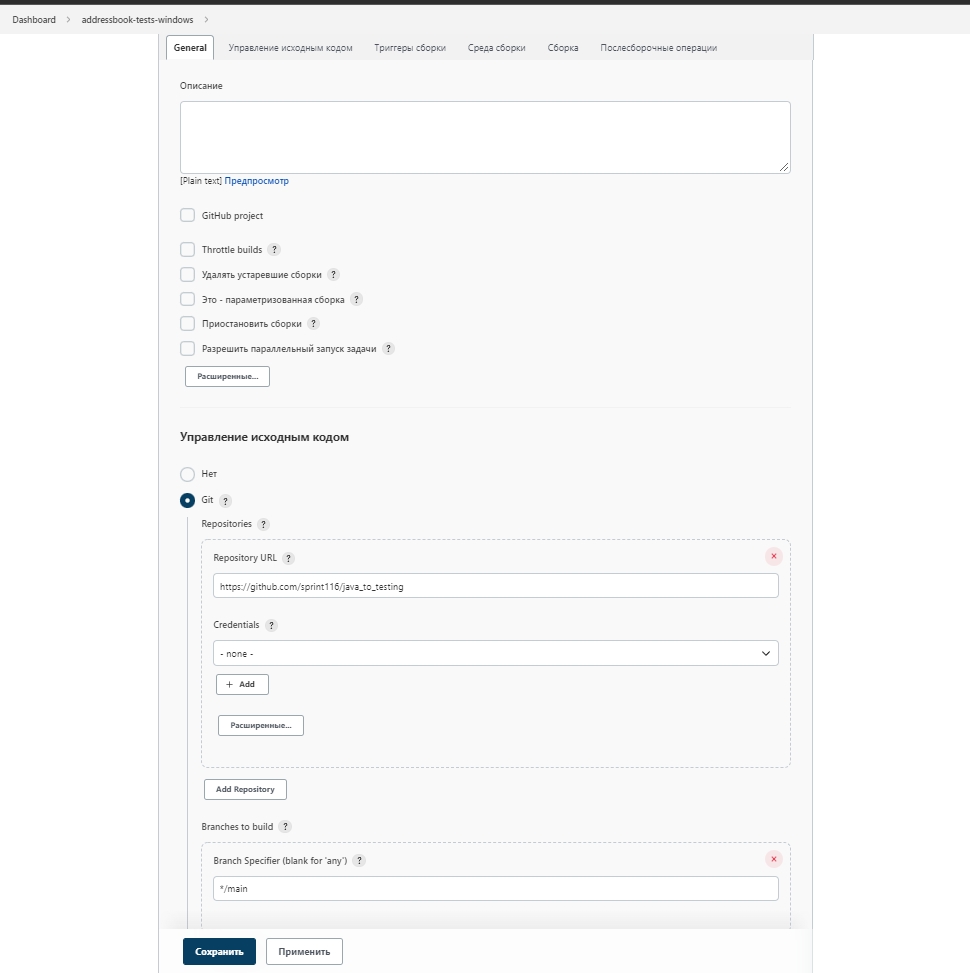 Dashboard > addressbook-tests-windows >
General Управление исходным кодом Триггеры сборки Среда сборки Сборка Послесборочные операции
Описание
[Plain text] Предпросмотр
GitHub project
Throttle builds ?
Удалять устаревшие сборки ?
Это - параметризованная сборка ?
Приостановить сборки ?
Разрешить параллельный запуск задачи ?
Расширенные...
Управление исходным кодом
Нет
Git ?
Repositories ?
Repository URL ?
https://github.com/sprint116/java_to_testing
Credentials ?
- none -
+ Add
Расширенные...
Add Repository
Branches to build ?
Branch Specifier (blank for 'any') ?
*/main
Сохранить Применить